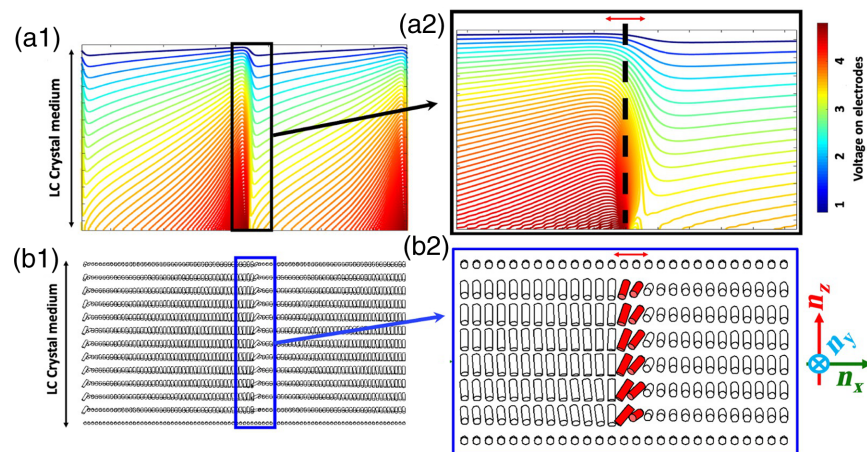 (a1)
(a2)
LC Crystal medium
4
3
2
1
Voltage on electrodes
(b1)
(b2)
LC Crystal medium
n_z
n_y
n_x